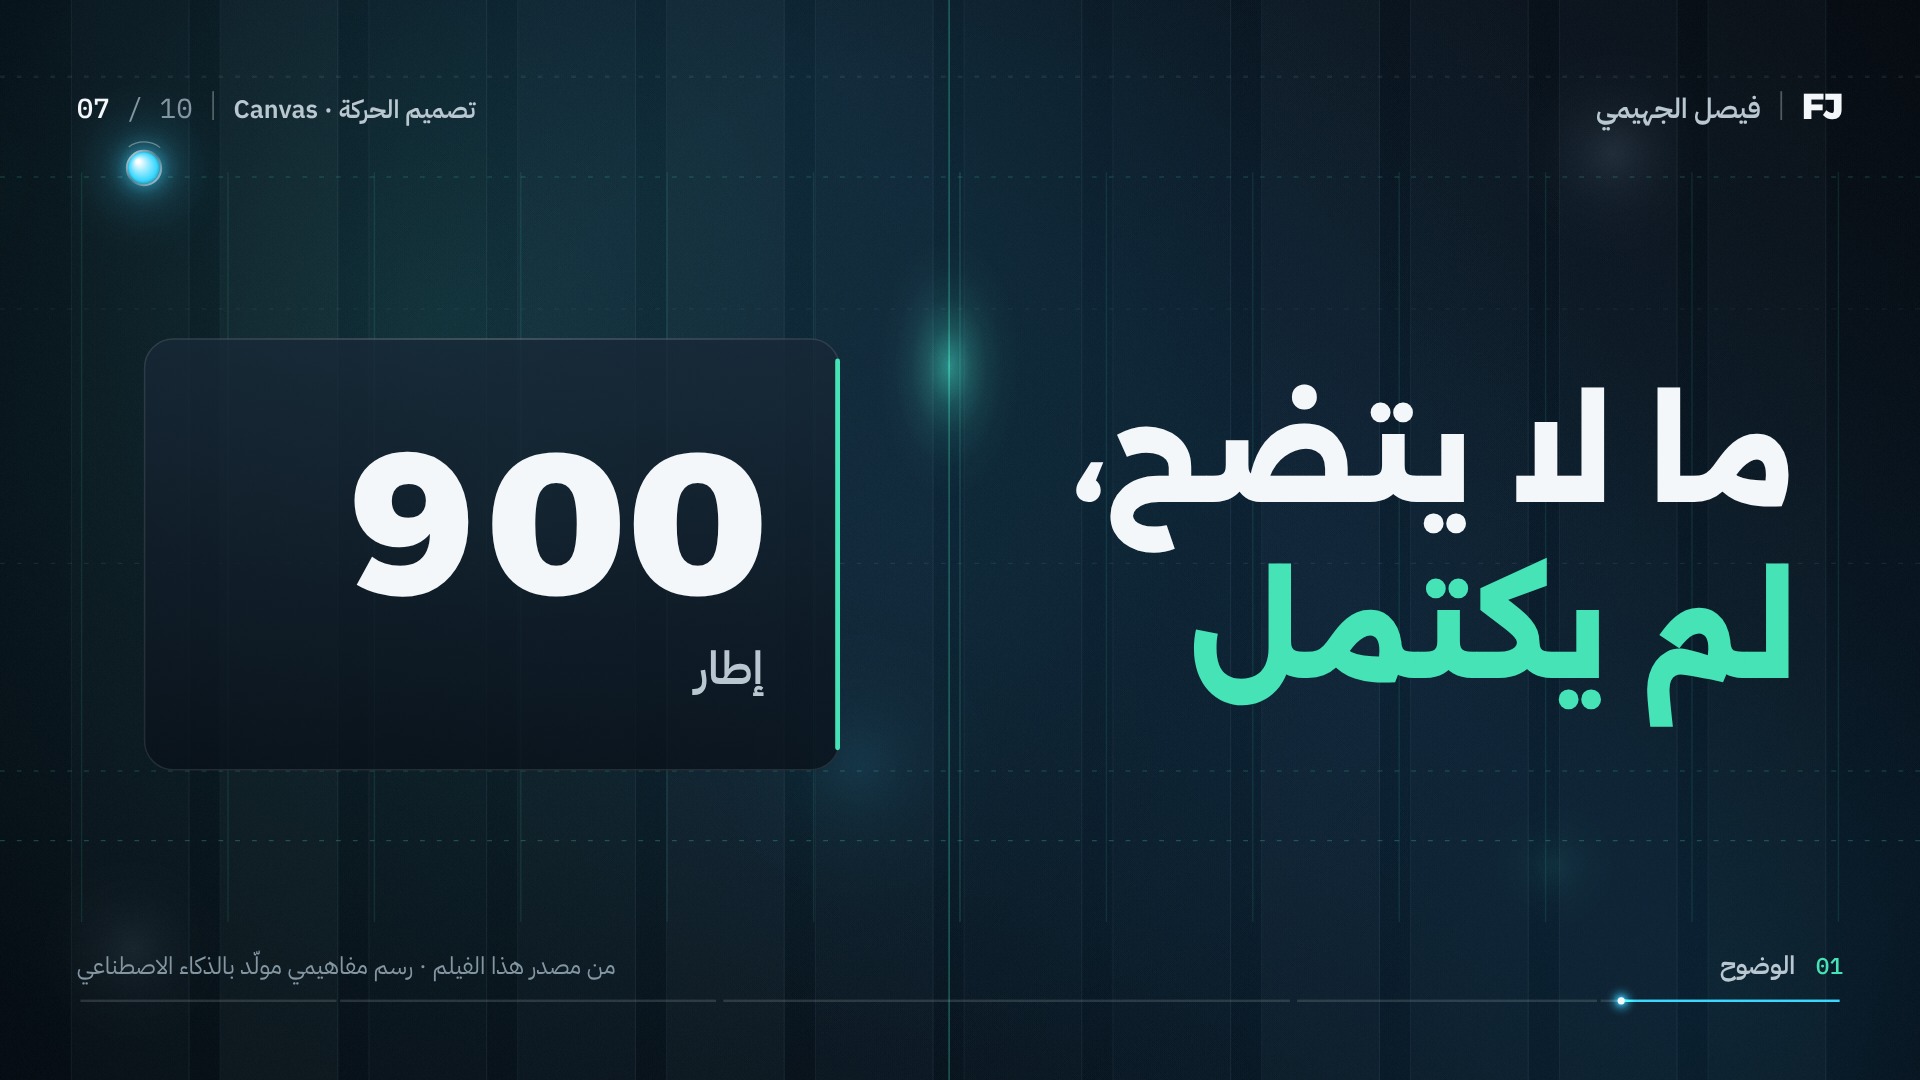 FJ | فيصل الجهيمي
07 / 10 | تصميم الحركة · Canvas
ما لا يتضح،
لم يكتمل
900
إطار
01 الوضوح
من مصدر هذا الفيلم · رسم مفاهيمي مولّد بالذكاء الاصطناعي